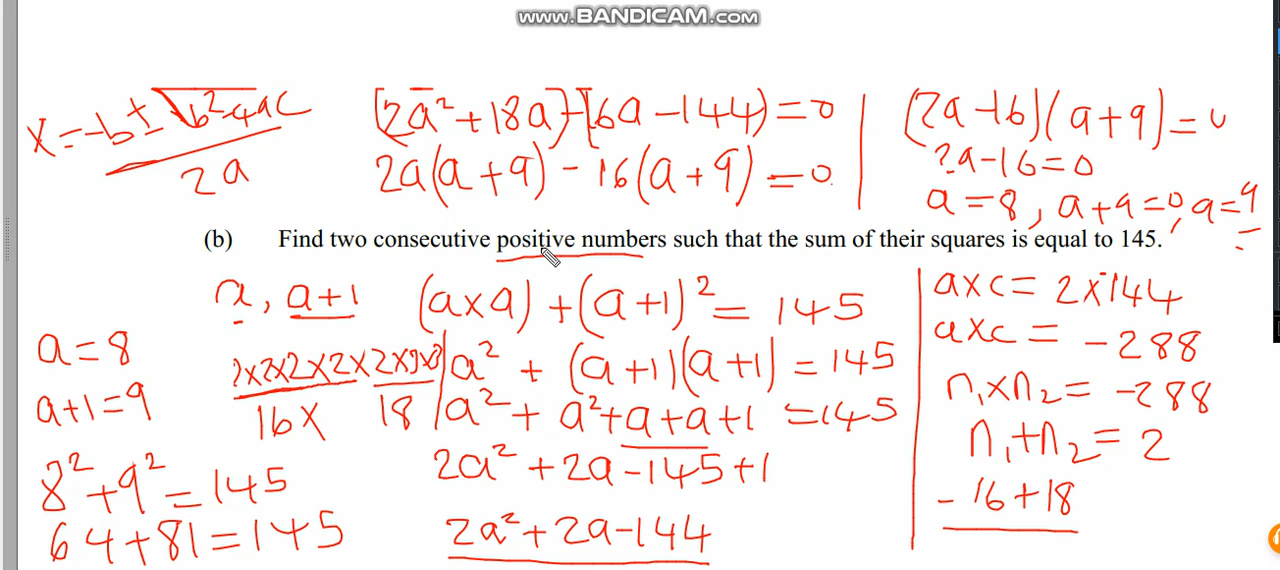 www.BANDICAM.com
x = -b ± √b² 4ac
2a
(2a² + 18a) - (16a - 144) = 0
2a(a + 9) - 16(a + 9) = 0
(2a - 16)(a + 9) = 0
2a - 16 = 0
a = 8, a + 9 = 0, a = 9
(b) Find two consecutive positive numbers such that the sum of their squares is equal to 145.
a, a + 1
(a x a) + (a + 1)² = 145
a² + (a + 1)(a + 1) = 145
a² + a² + a + a + 1 = 145
2a² + 2a - 145 + 1
2a² + 2a - 144
a = 8
a + 1 = 9
8² + 9² = 145
64 + 81 = 145
2x2x2x2x2x3x3
16 x 18
a x c = 2 x -144
a x c = -288
n₁ x n₂ = -288
n₁ + n₂ = 2
- 16 + 18